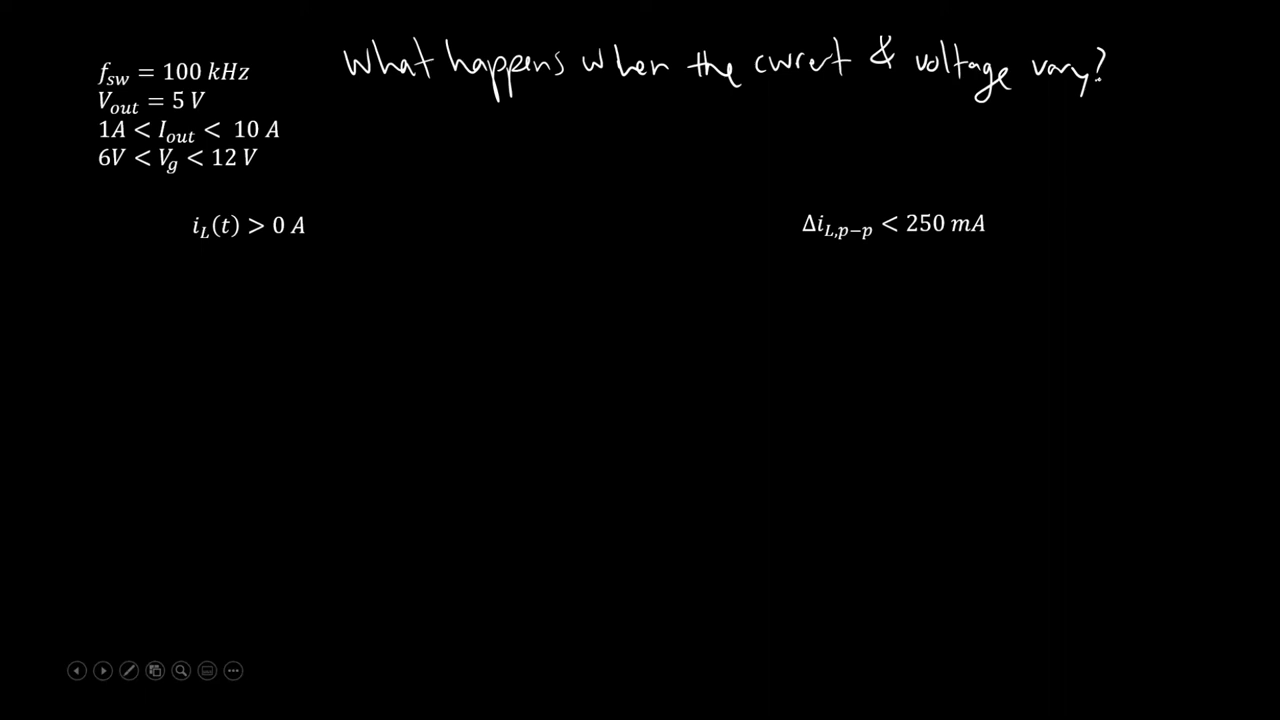 What happens when the current & voltage vary?
f_sw = 100 kHz
V_out = 5 V
1A < I_out < 10 A
6V < V_g < 12 V
i_L(t) > 0 A
Δi_L,p−p < 250 mA